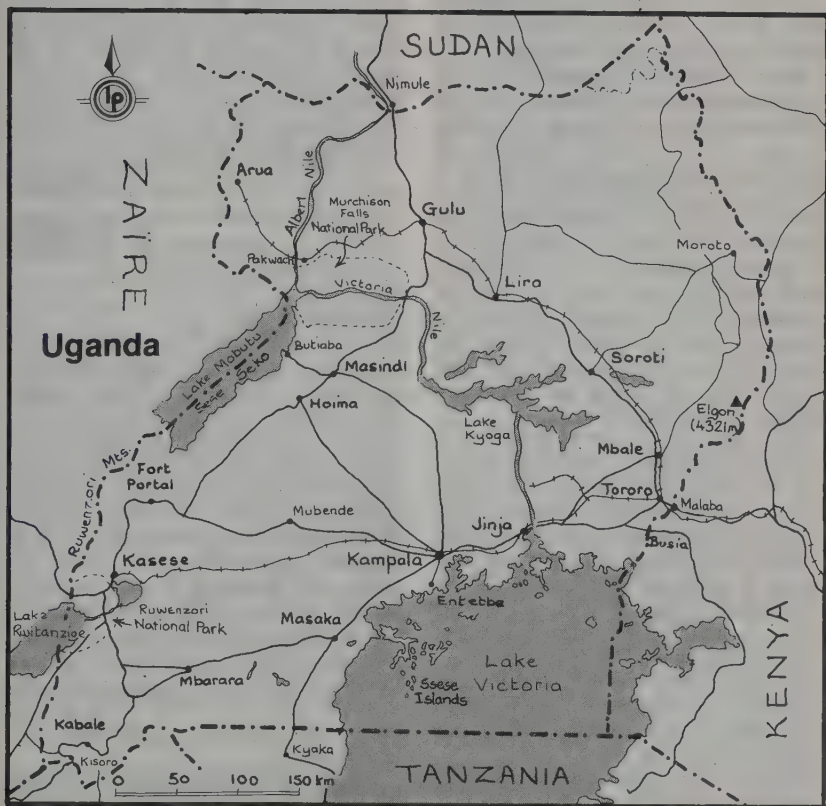 SUDAN
lp
Nimule
ZAÏRE
Arua
Albert Nile
Murchison
Falls
National Park
Gulu
Moroto
Pakwach
Victoria Nile
Lira
Uganda
Lake Mobutu
Sese Seko
Butiaba
Masindi
Soroti
Hoima
Lake
Kyoga
Elgon
(4321m)
Mbale
Ruwenzori Mts.
Fort
Portal
Tororo
Malaba
Mubende
Jinja
Busia
Kasese
Kampala
Entebbe
Lake
Rwitanzige
Ruwenzori
National Park
Masaka
KENYA
Lake
Victoria
Mbarara
Ssese
Islands
Kabale
Kisoro
Kyaka
0 50 100 150 km
TANZANIA